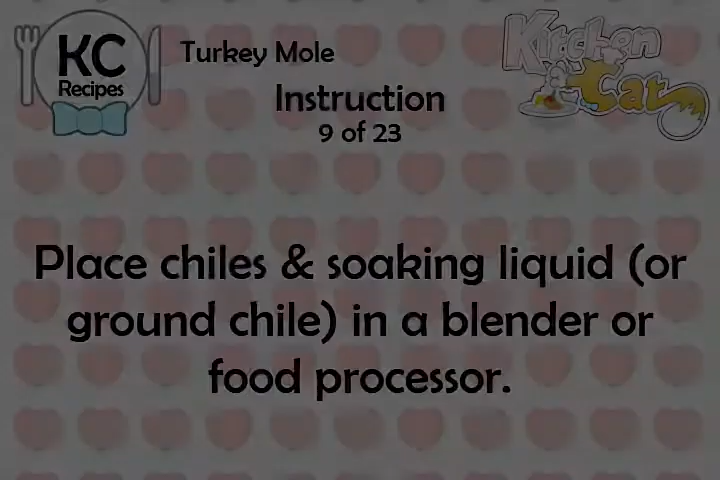 KC
Recipes
Turkey Mole
Kitchen
Cat
Instruction
9 of 23
Place chiles & soaking liquid (or
ground chile) in a blender or
food processor.